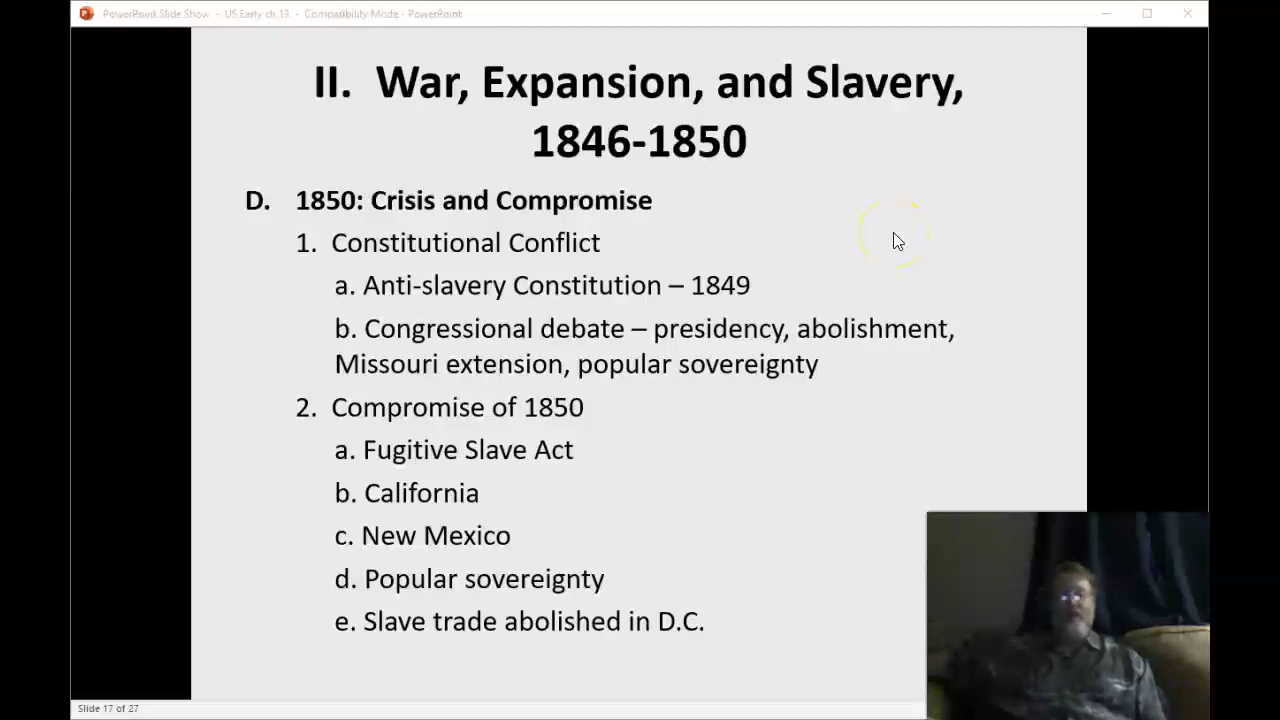 PowerPoint Slide Show - US Early ch 13 - Compatibility Mode - PowerPoint
II. War, Expansion, and Slavery,
1846-1850
D. 1850: Crisis and Compromise
1. Constitutional Conflict
a. Anti-slavery Constitution – 1849
b. Congressional debate – presidency, abolishment,
Missouri extension, popular sovereignty
2. Compromise of 1850
a. Fugitive Slave Act
b. California
c. New Mexico
d. Popular sovereignty
e. Slave trade abolished in D.C.
Slide 17 of 27